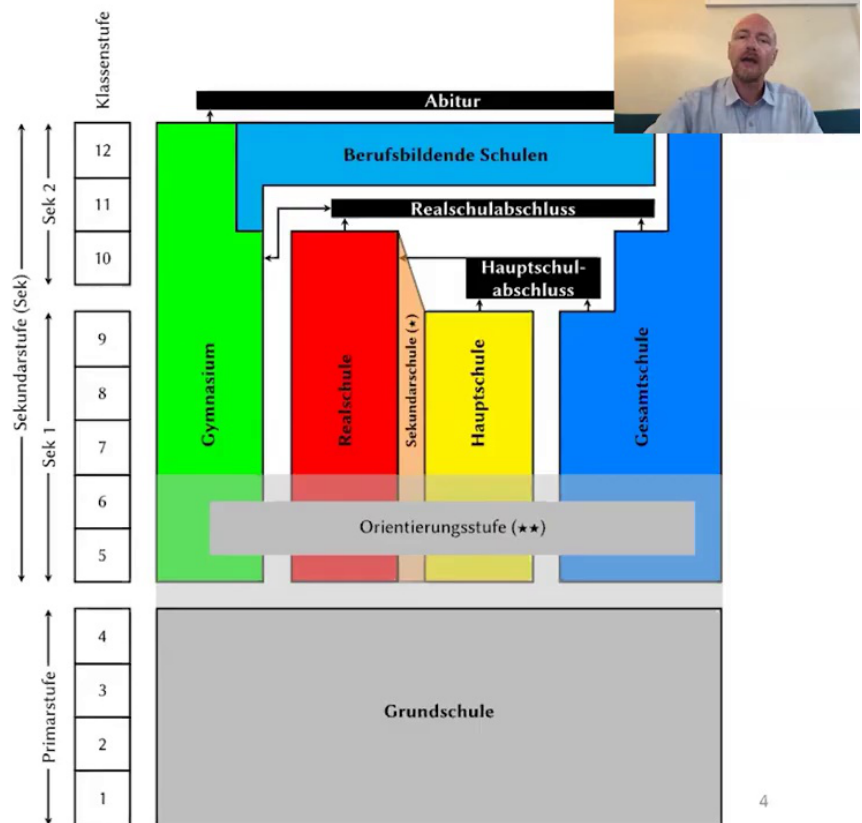 Klassenstufe
Abitur
12
Berufsbildende Schulen
11
Realschulabschluss
10
Hauptschul-
abschluss
Sekundarstufe (Sek)
Sek 2
Sek 1
9
8
7
6
5
Gymnasium
Realschule
Sekundarschule (★)
Hauptschule
Gesamtschule
Orientierungsstufe (★★)
Primarstufe
4
3
2
1
Grundschule
4